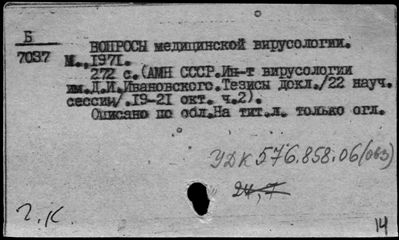 Б
7037
ВОПРОСЫ медицинской вирусологии.
М.,1971.
272 с.(АМН СССР.Ин-т вирусологии
им.Д.И.Ивановского.Тезисы докл./22 науч.
сессии/.19-21 окт. ч.2).
Описано по обл.На тит.л. только огл.
УДК 576.858.06(063)
24,7
г.К
14